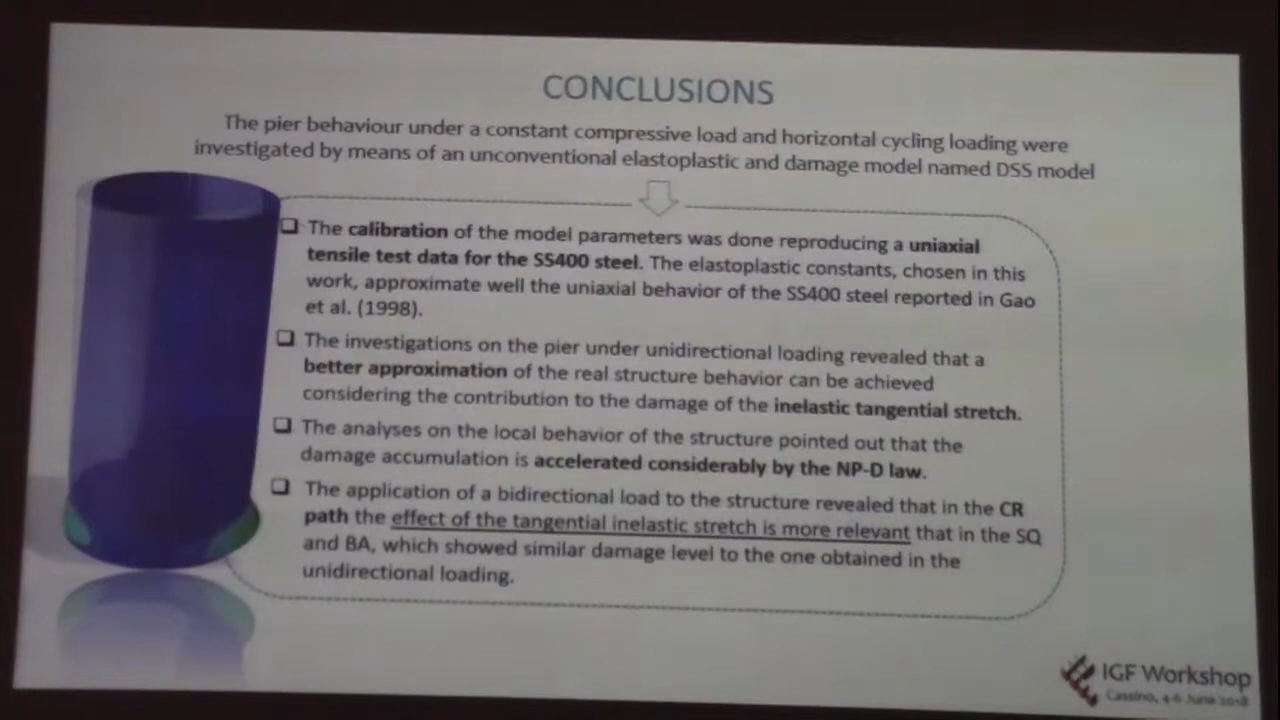 CONCLUSIONS
The pier behaviour under a constant compressive load and horizontal cycling loading were
investigated by means of an unconventional elastoplastic and damage model named DSS model
❑ The calibration of the model parameters was done reproducing a uniaxial
tensile test data for the SS400 steel. The elastoplastic constants, chosen in this
work, approximate well the uniaxial behavior of the SS400 steel reported in Gao
et al. (1998).
❑ The investigations on the pier under unidirectional loading revealed that a
better approximation of the real structure behavior can be achieved
considering the contribution to the damage of the inelastic tangential stretch.
❑ The analyses on the local behavior of the structure pointed out that the
damage accumulation is accelerated considerably by the NP-D law.
❑ The application of a bidirectional load to the structure revealed that in the CR
path the effect of the tangential inelastic stretch is more relevant that in the SQ
and BA, which showed similar damage level to the one obtained in the
unidirectional loading.
IGF Workshop
Cassino, 4-6 June 2018